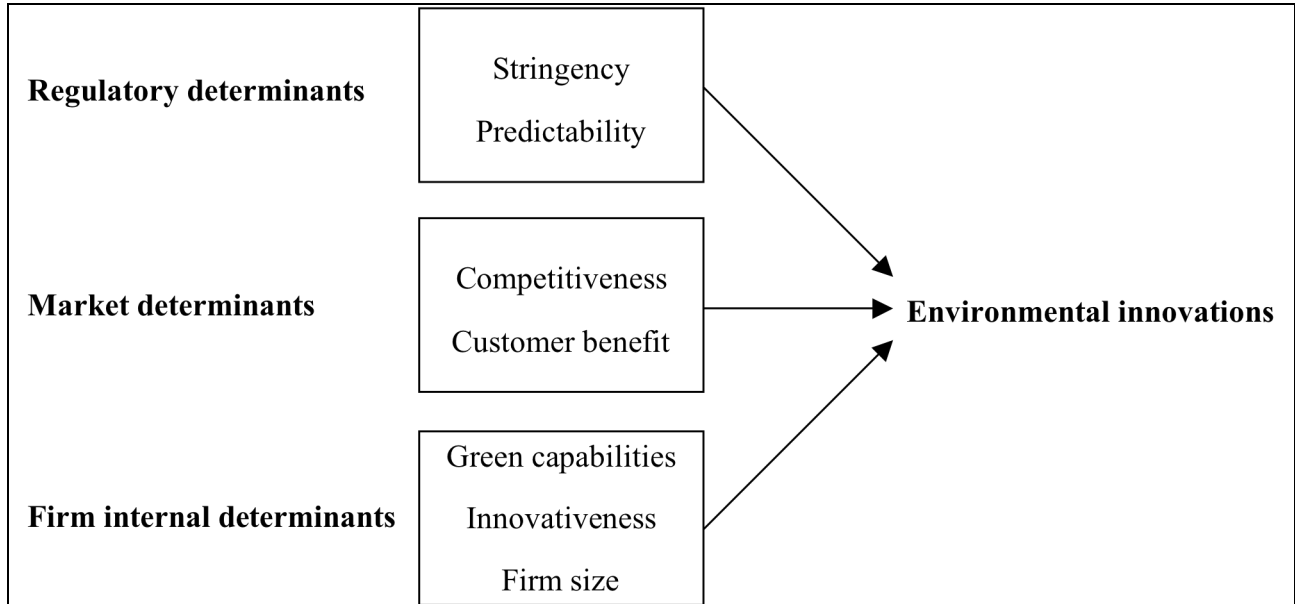 Regulatory determinants
Stringency
Predictability
Market determinants
Competitiveness
Customer benefit
Environmental innovations
Firm internal determinants
Green capabilities
Innovativeness
Firm size